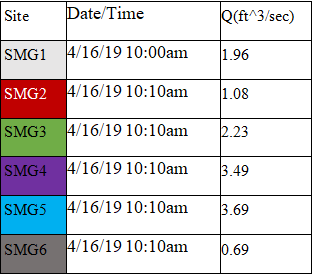 Site Date/Time Q(ft^3/sec)
SMG1 4/16/19 10:00am 1.96
SMG2 4/16/19 10:10am 1.08
SMG3 4/16/19 10:10am 2.23
SMG4 4/16/19 10:10am 3.49
SMG5 4/16/19 10:10am 3.69
SMG6 4/16/19 10:10am 0.69